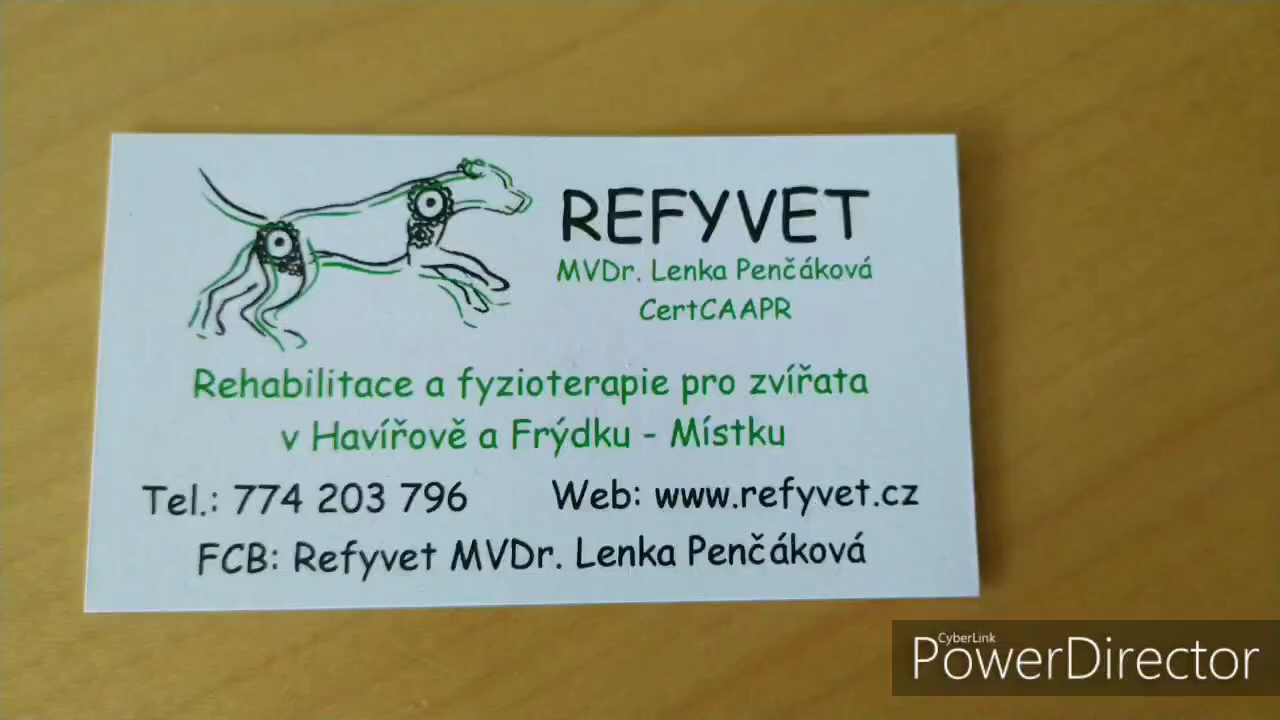 REFYVET
MVDr. Lenka Penčáková
CertCAAPR
Rehabilitace a fyzioterapie pro zvířata
v Havířově a Frýdku - Místku
Tel.: 774 203 796 Web: www.refyvet.cz
FCB: Refyvet MVDr. Lenka Penčáková
CyberLink
PowerDirector